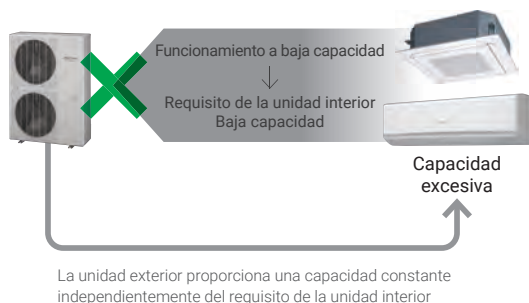 Funcionamiento a baja capacidad
Requisito de la unidad interior
Baja capacidad
Capacidad
excesiva
La unidad exterior proporciona una capacidad constante
independientemente del requisito de la unidad interior